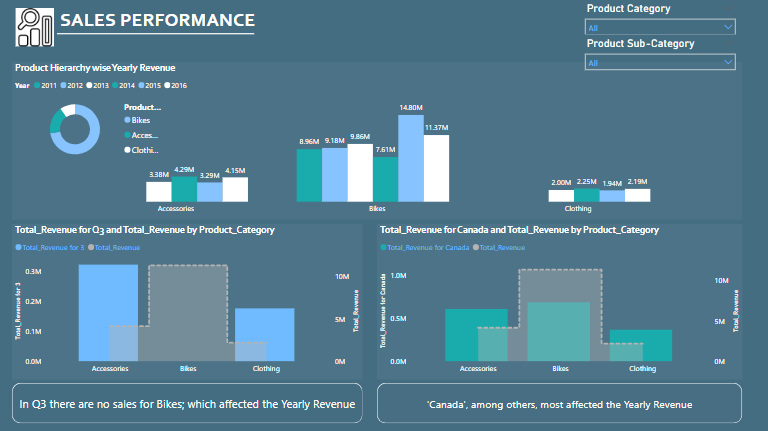 SALES PERFORMANCE
Product Category
All
Product Sub-Category
All
Product Hierarchy wise Yearly Revenue
Year 2011 2012 2013 2014 2015 2016
Product...
Bikes
Acces...
Clothi...
3.38M 4.29M 3.29M 4.15M
Accessories
8.96M 9.18M 9.86M 7.61M 14.80M 11.37M
Bikes
2.00M 2.25M 1.94M 2.19M
Clothing
Total_Revenue for Q3 and Total_Revenue by Product_Category
Total_Revenue for 3 Total_Revenue
Total_Revenue for 3
0.3M
0.2M
0.1M
0.0M
Accessories Bikes Clothing
10M
5M
0M
Total_Revenue
In Q3 there are no sales for Bikes; which affected the Yearly Revenue
Total_Revenue for Canada and Total_Revenue by Product_Category
Total_Revenue for Canada Total_Revenue
Total_Revenue for Canada
1.0M
0.5M
0.0M
Accessories Bikes Clothing
10M
5M
0M
Total_Revenue
'Canada', among others, most affected the Yearly Revenue